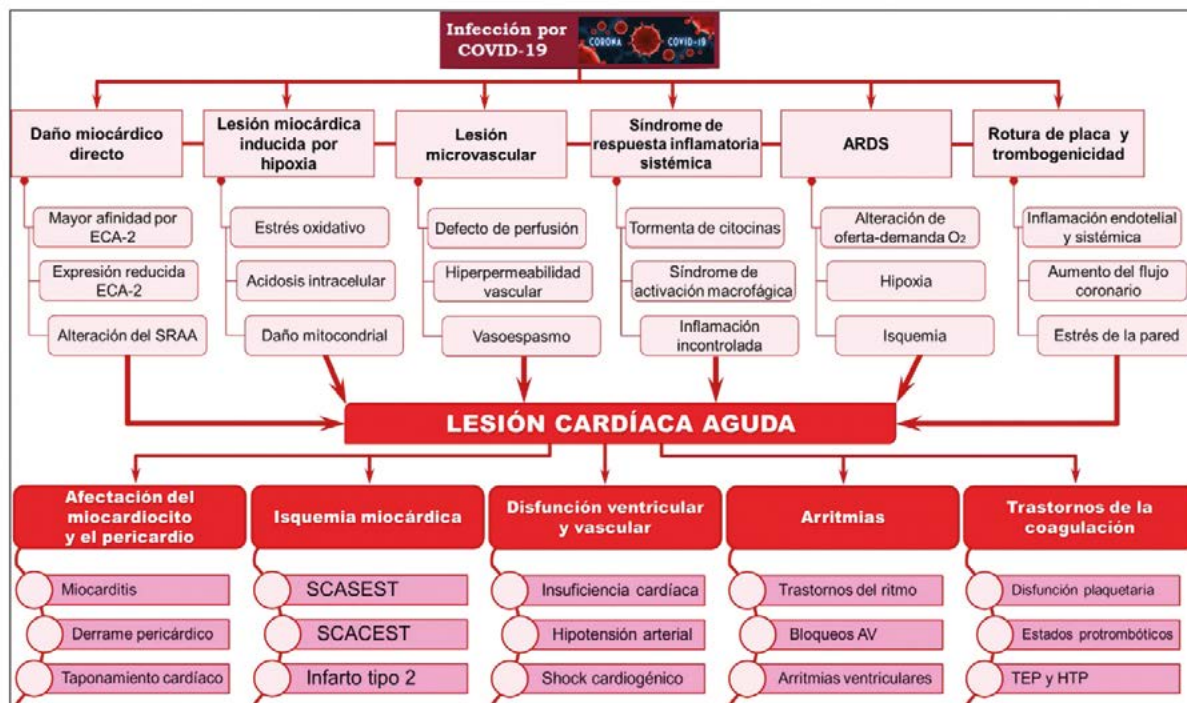 Infección por
COVID-19
CORONA
COVID-19
Daño miocárdico
directo
Lesión miocárdica
inducida por
hipoxia
Lesión
microvascular
Síndrome de
respuesta inflamatoria
sistémica
ARDS
Rotura de placa y
trombogenicidad
Mayor afinidad por
ECA-2
Expresión reducida
ECA-2
Alteración del SRAA
Estrés oxidativo
Acidosis intracelular
Daño mitocondrial
Defecto de perfusión
Hiperpermeabilidad
vascular
Vasoespasmo
Tormenta de citocinas
Síndrome de
activación macrofágica
Inflamación
incontrolada
Alteración de
oferta-demanda O₂
Hipoxia
Isquemia
Inflamación endotelial
y sistémica
Aumento del flujo
coronario
Estrés de la pared
LESIÓN CARDÍACA AGUDA
Afectación del
miocardiocito
y el pericardio
Miocarditis
Derrame pericárdico
Taponamiento cardíaco
Isquemia miocárdica
SCASEST
SCACEST
Infarto tipo 2
Disfunción ventricular
y vascular
Insuficiencia cardíaca
Hipotensión arterial
Shock cardiogénico
Arritmias
Trastornos del ritmo
Bloqueos AV
Arritmias ventriculares
Trastornos de la
coagulación
Disfunción plaquetaria
Estados protrombóticos
TEP y HTP